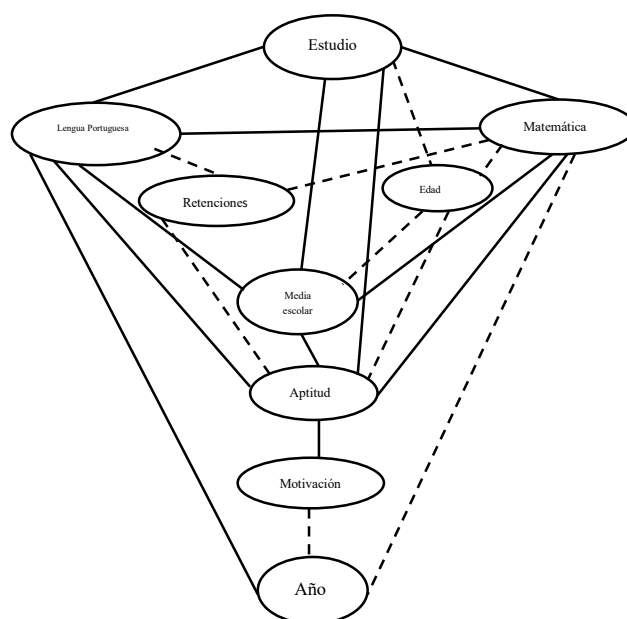 Estudio
Lengua Portuguesa
Matemática
Retenciones
Edad
Media
escolar
Aptitud
Motivación
Año